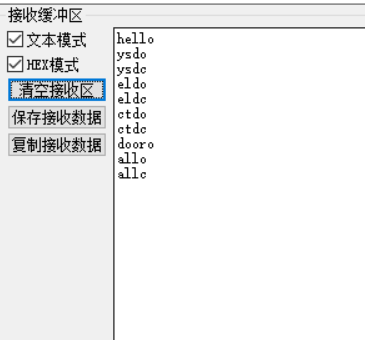 接收缓冲区
文本模式
HEX模式
清空接收区
保存接收数据
复制接收数据
hello
ysdo
ysdc
eldo
eldc
ctdo
ctdc
dooro
allo
allc